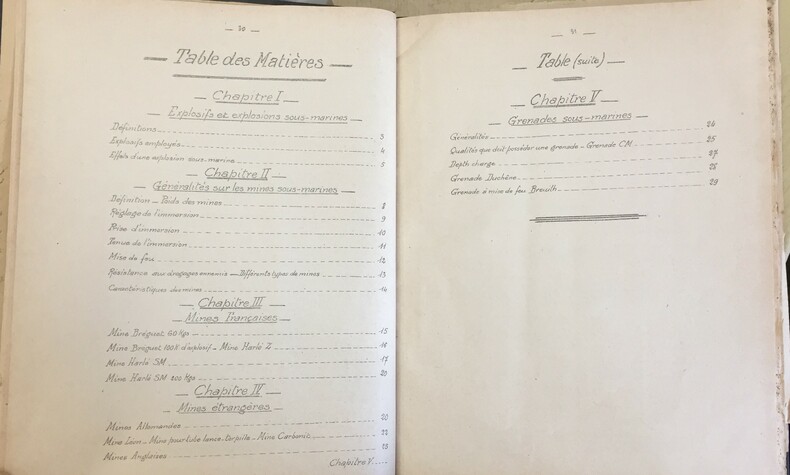 — 30 —
— Table des Matières —
— Chapitre I —
— Explosifs et explosions sous-marines —
Définitions 3
Explosifs employés 4
Effets d'une explosion sous-marine 5
— Chapitre II —
— Généralités sur les mines sous-marines —
Définition _ Poids des mines 8
Réglage de l'immersion 9
Prise d'immersion 10
Tenue de l'immersion 11
Mise de feu 12
Résistance aux dragages ennemis — Différents types de mines 13
Caractéristiques des mines 14
— Chapitre III —
— Mines Françaises —
Mine Bréguet 60 Kgs 15
Mine Bréguet 100K d'explosif _ Mine Harlé Z 16
Mine Harlé SM 17
Mine Harlé SM 200 Kgs
— Chapitre IV —
— Mines étrangères —
Mines Allemandes 20
Mine Léon _ Mine pour tube lance-torpille _ Mine Carbonit 22
Mines Anglaises 23
Chapitre V
— 31 —
— Table (suite) —
— Chapitre V —
— Grenades sous-marines —
Généralités 24
Qualités que doit posséder une grenade _ Grenade CM 25
Depth charge 27
Grenade Duchêne 28
Grenade à mise de feu 29